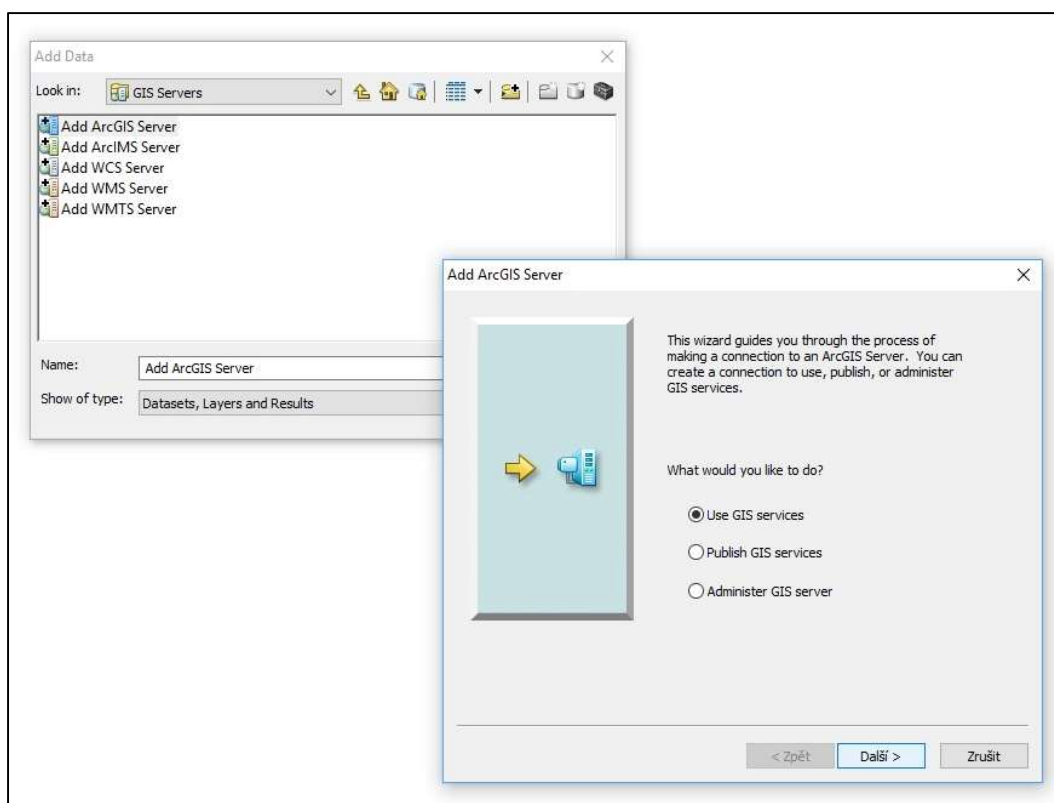 Add Data
Look in:
GIS Servers
Add ArcGIS Server
Add ArcIMS Server
Add WCS Server
Add WMS Server
Add WMTS Server
Name:
Add ArcGIS Server
Show of type:
Datasets, Layers and Results
Add ArcGIS Server
This wizard guides you through the process of
making a connection to an ArcGIS Server. You can
create a connection to use, publish, or administer
GIS services.
What would you like to do?
Use GIS services
Publish GIS services
Administer GIS server
< Zpět
Další >
Zrušit